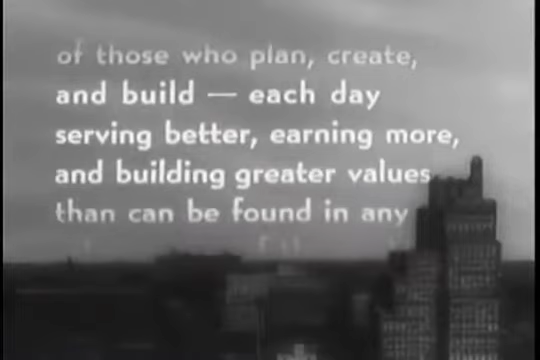 of those who plan, create,
and build — each day
serving better, earning more,
and building greater values
than can be found in any